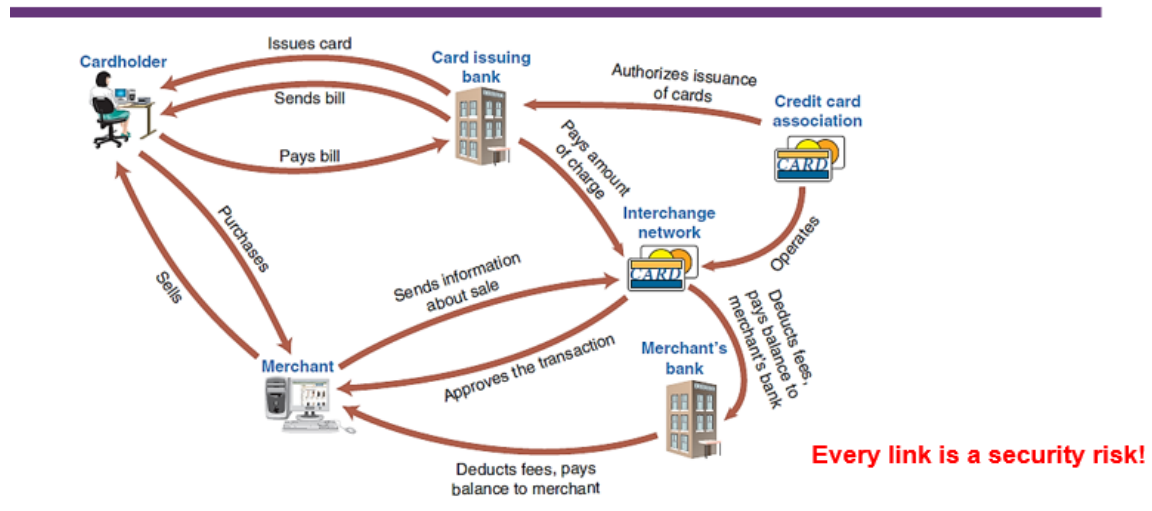 Issues card
Cardholder
Card issuing
bank
Sends bill
Pays bill
Authorizes issuance
of cards
Credit card
association
CARD
Pays amount
of charge
Interchange
network
CARD
Operates
Purchases
Sells
Sends information
about sale
Approves the transaction
Merchant
Merchant's
bank
Deducts fees,
pays balance to
merchant's bank
Deducts fees, pays
balance to merchant
Every link is a security risk!